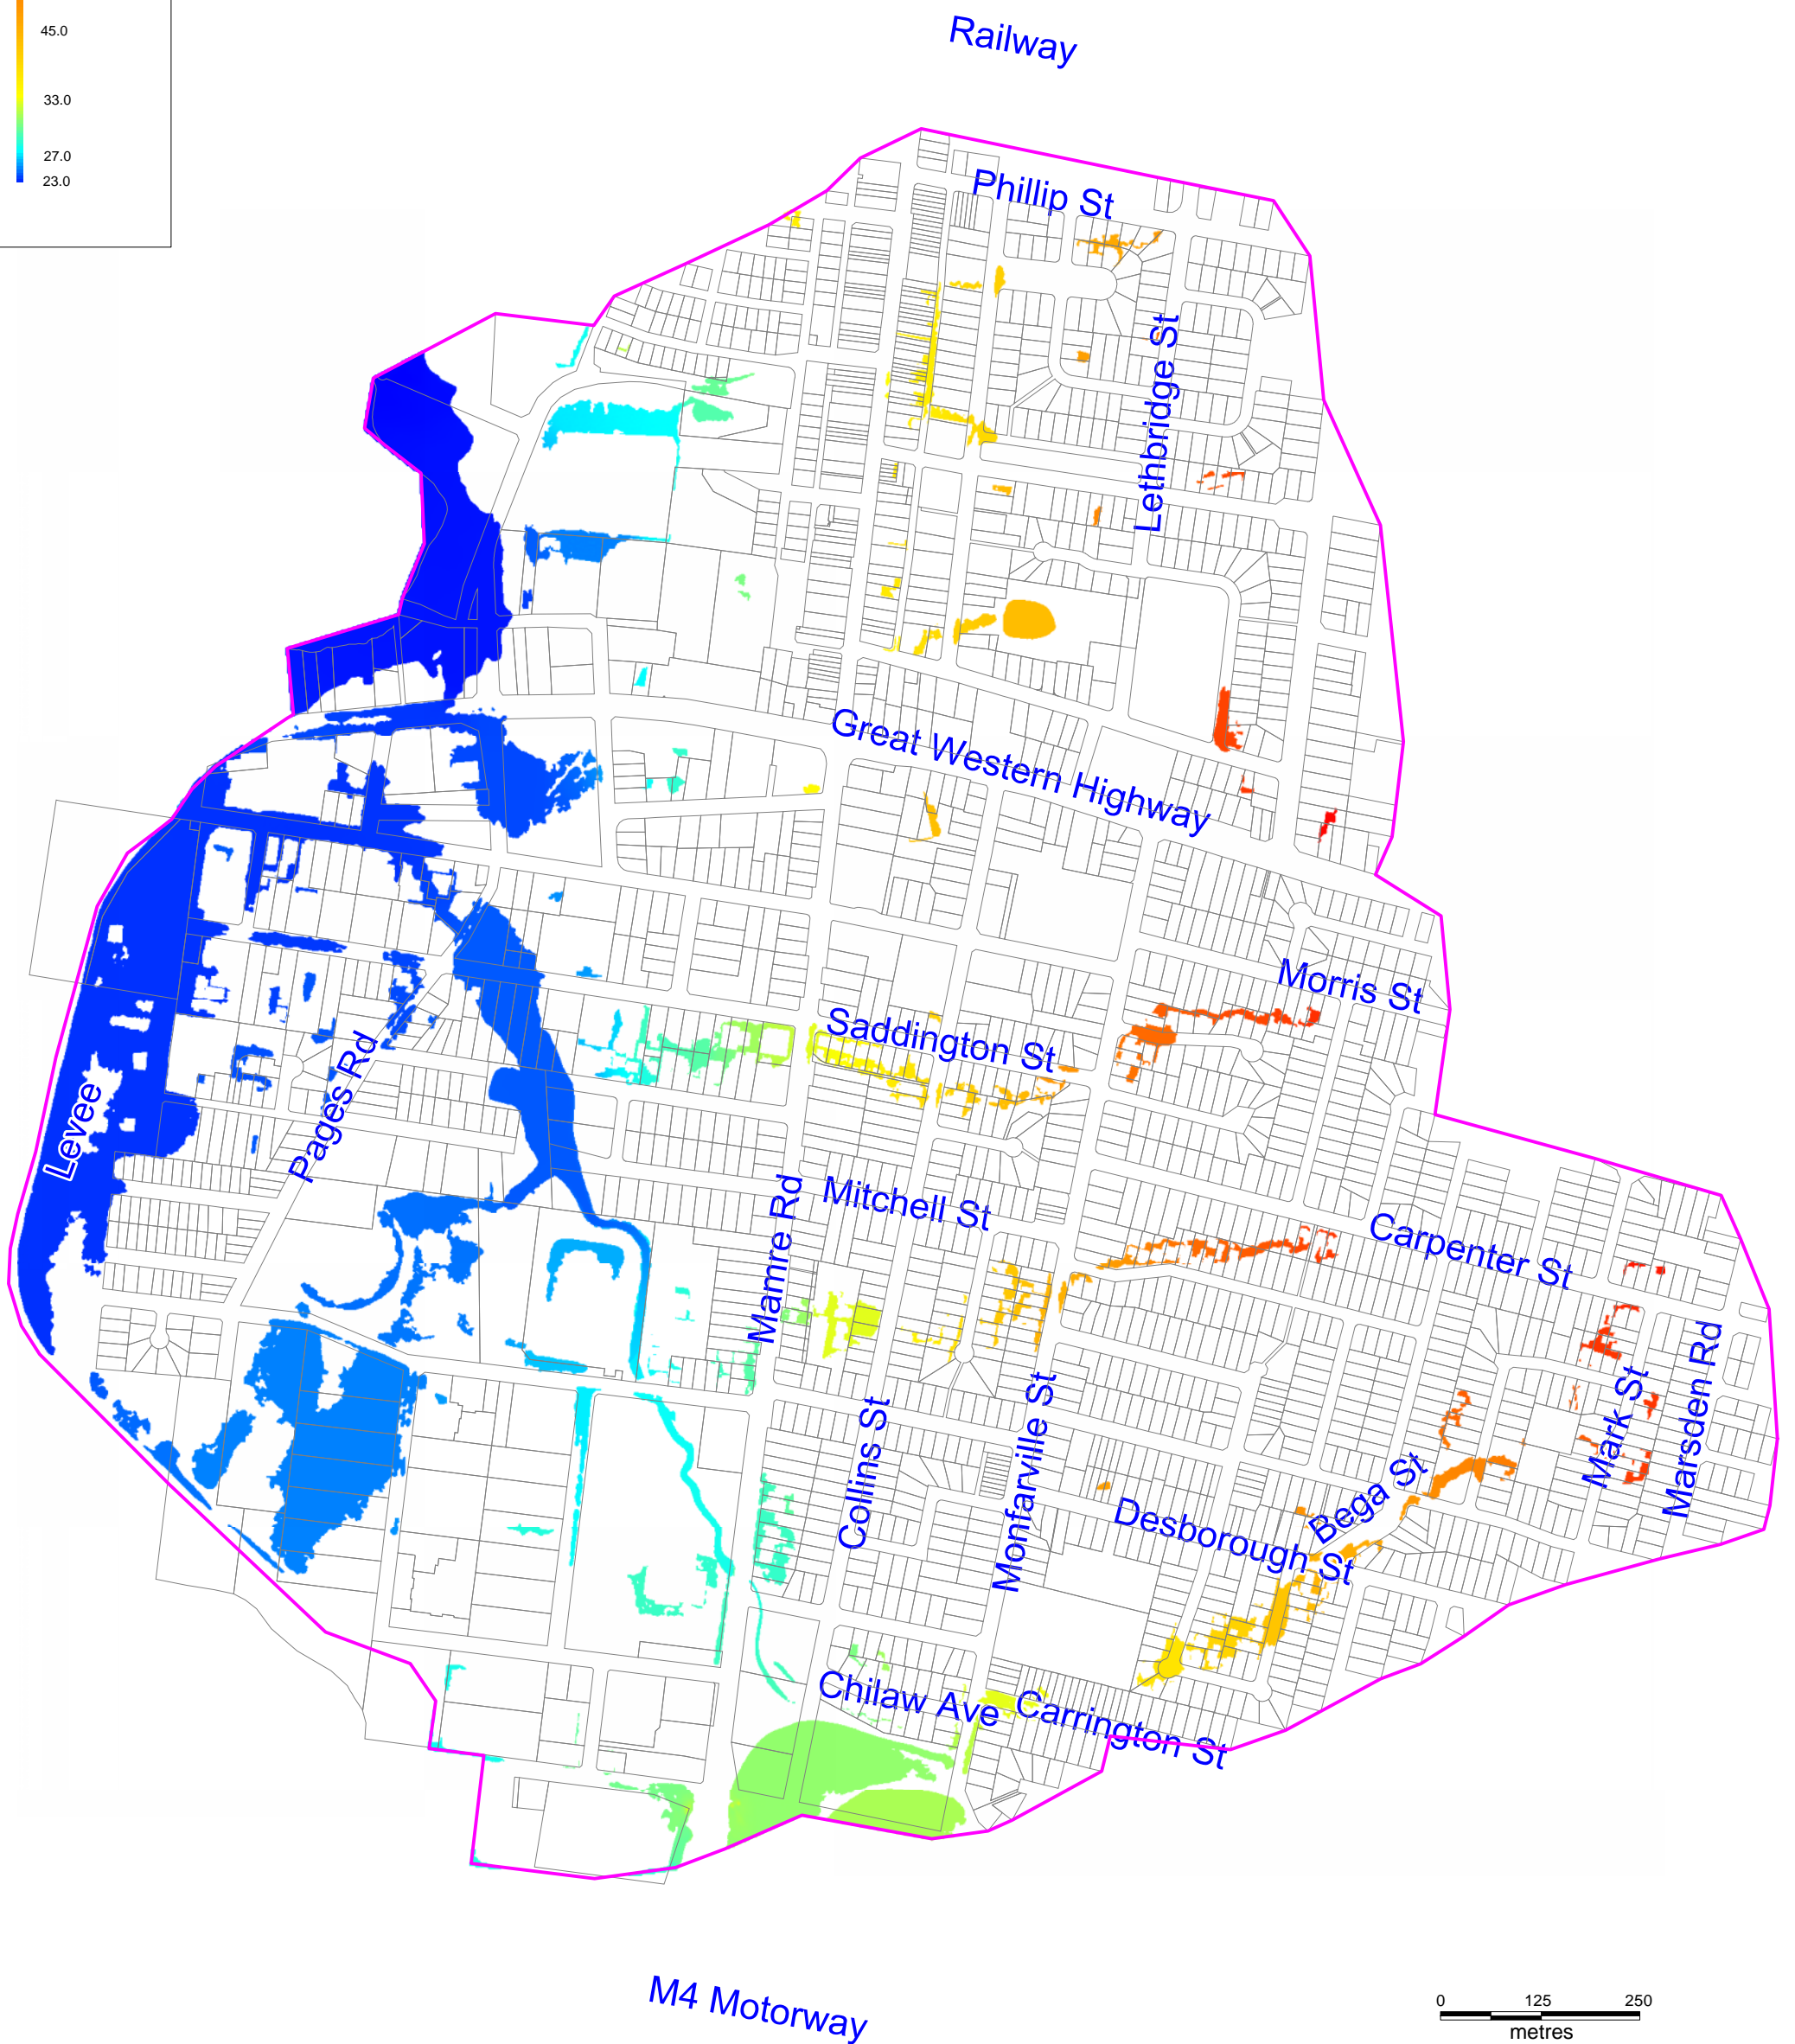 45.0
33.0
27.0
23.0
Railway
Phillip St
Lethbridge St
Great Western Highway
Morris St
Saddington St
Pages Rd
Levee
Mitchell St
Mamre Rd
Carpenter St
Mark St
Marsden Rd
Collins St
Monfarville St
Bega St
Desborough St
Chilaw Ave
Carrington St
M4 Motorway
0 125 250
metres